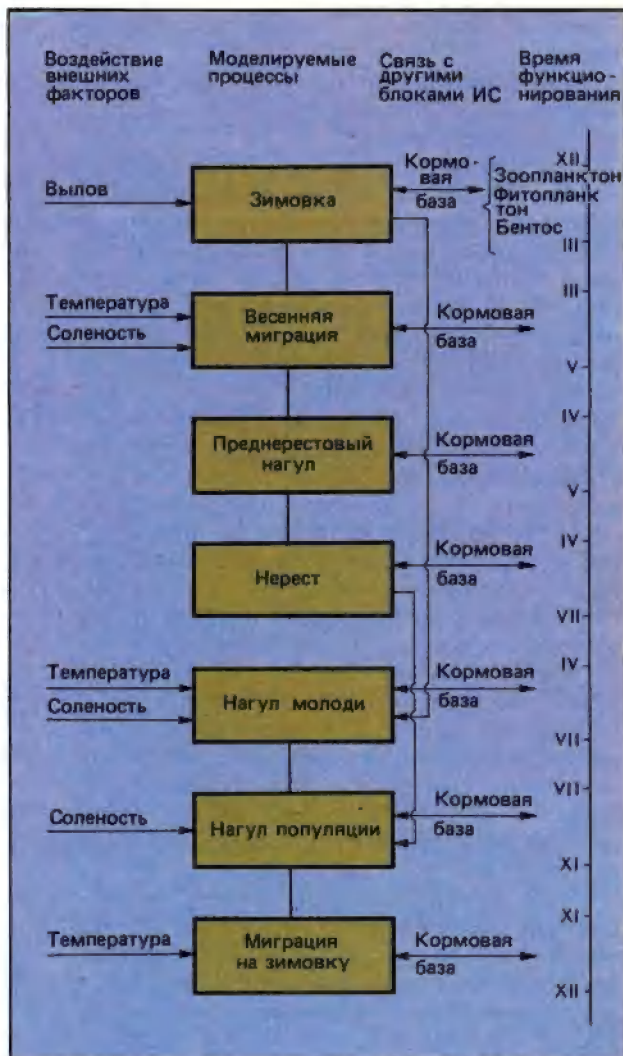 Воздействие
внешних
факторов
Моделируемые
процессы
Связь с
другими
блоками ИС
Время
функцио-
нирования
Вылов
Зимовка
Кормо-
вая
база
Зоопланктон
Фитопланк
тон
Бентос
XII
III
Температура
Соленость
Весенняя
миграция
Кормовая
база
III
V
Преднерестовый
нагул
Кормовая
база
IV
V
Нерест
Кормовая
база
IV
VII
Температура
Соленость
Нагул молоди
Кормовая
база
IV
VII
Соленость
Нагул популяции
Кормовая
база
VII
XI
Температура
Миграция
на зимовку
Кормовая
база
XI
XII